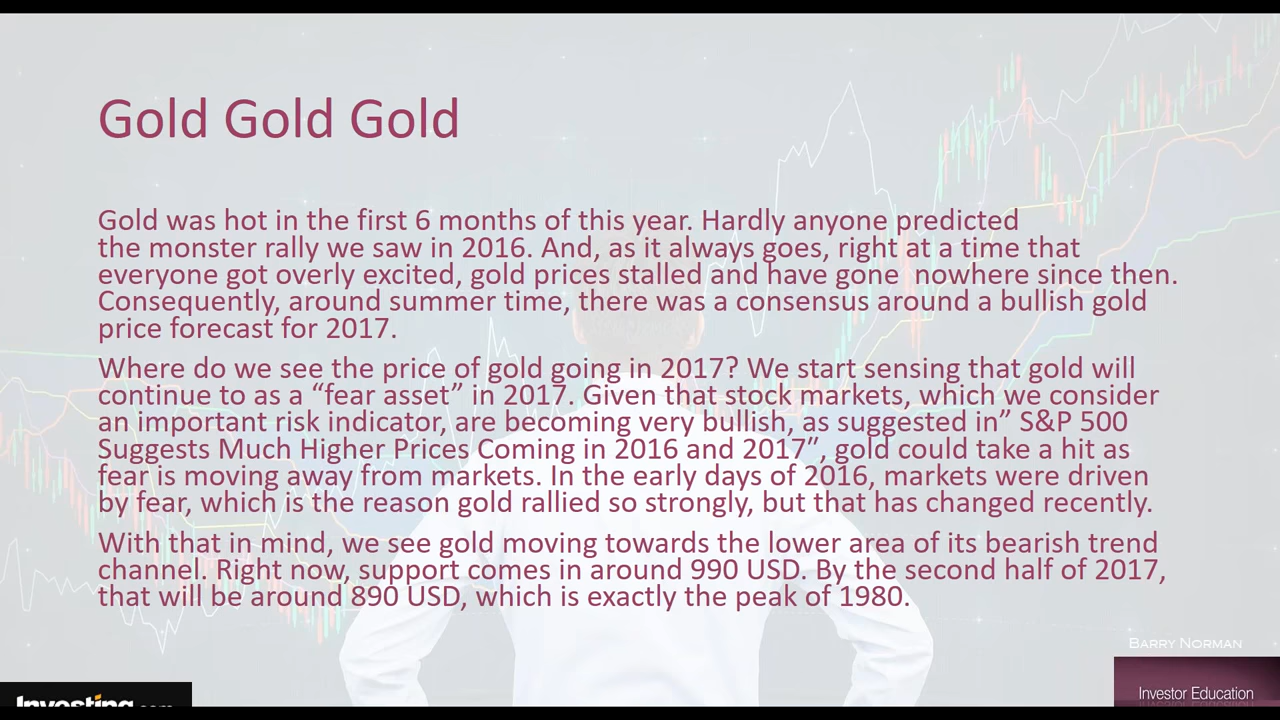 Gold Gold Gold
Gold was hot in the first 6 months of this year. Hardly anyone predicted
the monster rally we saw in 2016. And, as it always goes, right at a time that
everyone got overly excited, gold prices stalled and have gone  nowhere since then.
Consequently, around summer time, there was a consensus around a bullish gold
price forecast for 2017.
Where do we see the price of gold going in 2017? We start sensing that gold will
continue to as a “fear asset” in 2017. Given that stock markets, which we consider
an important risk indicator, are becoming very bullish, as suggested in” S&P 500
Suggests Much Higher Prices Coming in 2016 and 2017”, gold could take a hit as
fear is moving away from markets. In the early days of 2016, markets were driven
by fear, which is the reason gold rallied so strongly, but that has changed recently.
With that in mind, we see gold moving towards the lower area of its bearish trend
channel. Right now, support comes in around 990 USD. By the second half of 2017,
that will be around 890 USD, which is exactly the peak of 1980.
Barry Norman
Investor Education
Investing.com